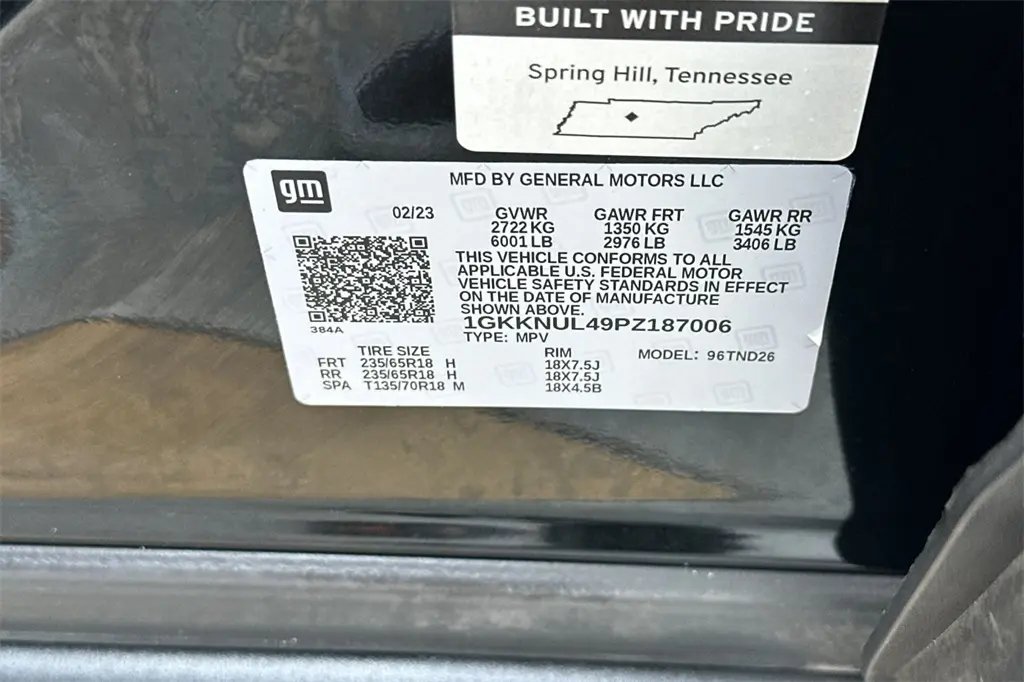 BUILT WITH PRIDE
Spring Hill, Tennessee
gm
MFD BY GENERAL MOTORS LLC
02/23 GVWR GAWR FRT GAWR RR
2722 KG 1350 KG 1545 KG
6001 LB 2976 LB 3406 LB
THIS VEHICLE CONFORMS TO ALL
APPLICABLE U.S. FEDERAL MOTOR
VEHICLE SAFETY STANDARDS IN EFFECT
ON THE DATE OF MANUFACTURE
SHOWN ABOVE.
384A
1GKKNUL49PZ187006
TYPE: MPV
TIRE SIZE RIM MODEL: 96TND26
FRT 235/65R18 H 18X7.5J
RR 235/65R18 H 18X7.5J
SPA T135/70R18 M 18X4.5B